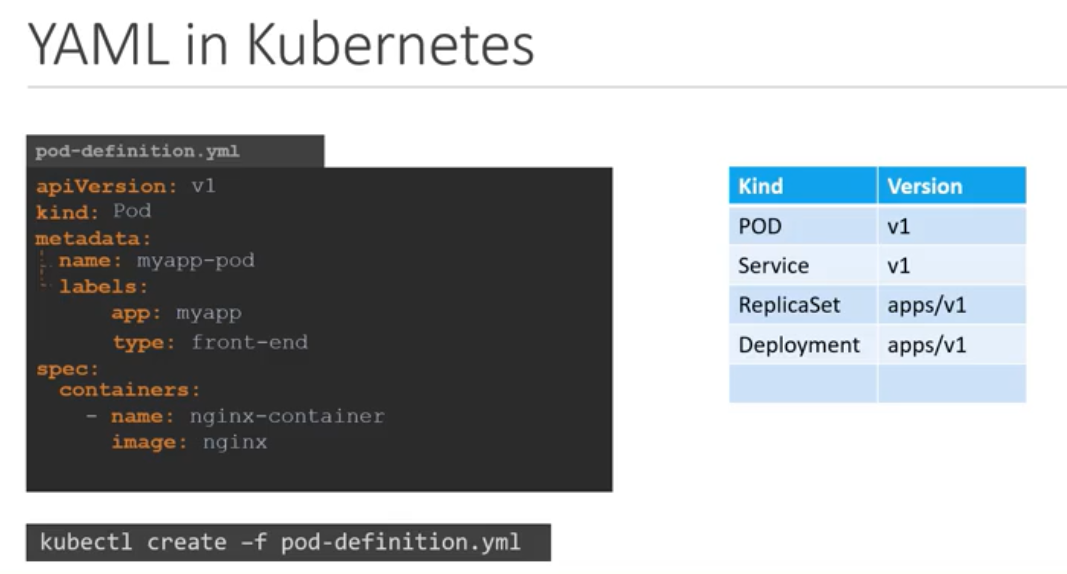 YAML in Kubernetes
pod-definition.yml
apiVersion: v1
kind: Pod
metadata:
name: myapp-pod
labels:
app: myapp
type: front-end
spec:
containers:
- name: nginx-container
image: nginx
kubectl create –f pod-definition.yml
Kind Version
POD v1
Service v1
ReplicaSet apps/v1
Deployment apps/v1